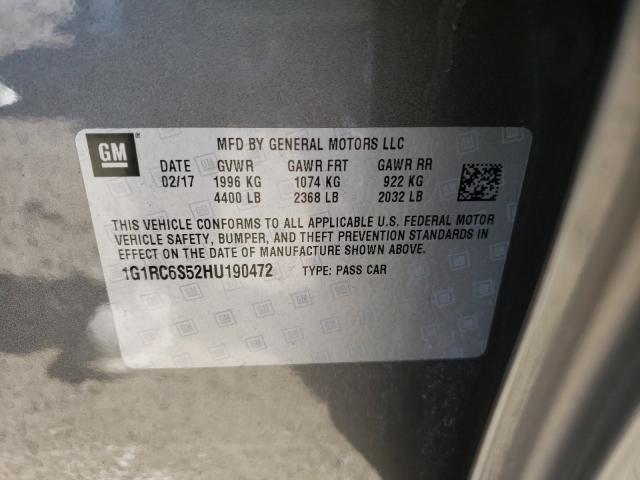 GM
MFD BY GENERAL MOTORS LLC
DATE GVWR GAWR FRT GAWR RR
02/17 1996 KG 1074 KG 922 KG
4400 LB 2368 LB 2032 LB
THIS VEHICLE CONFORMS TO ALL APPLICABLE U.S. FEDERAL MOTOR
VEHICLE SAFETY, BUMPER, AND THEFT PREVENTION STANDARDS IN
EFFECT ON THE DATE OF MANUFACTURE SHOWN ABOVE.
1G1RC6S52HU190472 TYPE: PASS CAR